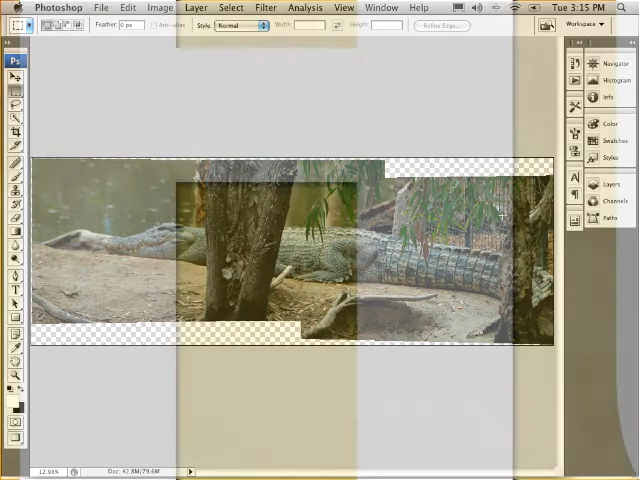 Photoshop File Edit Image Layer Select Filter Analysis View Window Help Tue 3:15 PM
Feather: 0 px Anti-alias Style: Normal Width: Height: Refine Edge... Workspace
Ps
Navigator
Histogram
Info
Color
Swatches
Styles
Layers
Channels
Paths
T
A
12.98% Doc: 42.8M/79.6M